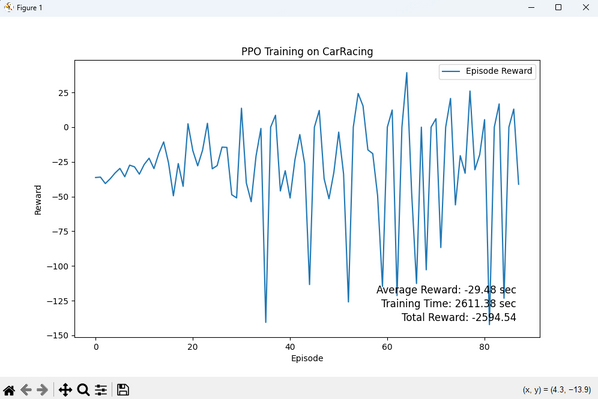 Figure 1
PPO Training on CarRacing
Episode Reward
25
0
−25
−50
−75
−100
−125
−150
Reward
Average Reward: -29.48 sec
Training Time: 2611.38 sec
Total Reward: -2594.54
0 20 40 60 80
Episode
(x, y) = (4.3, −13.9)